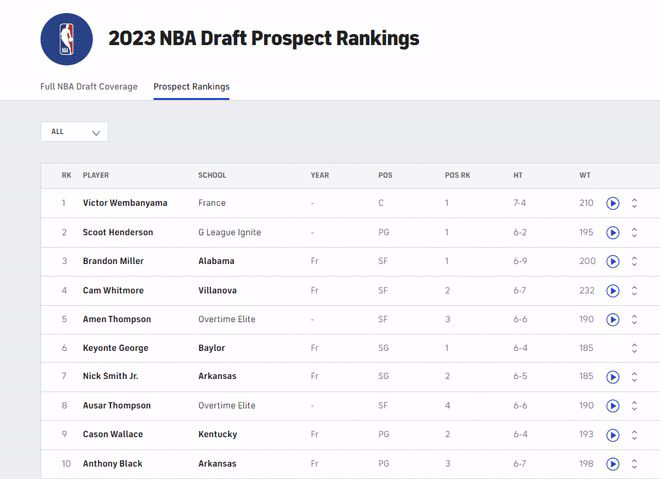 2023 NBA Draft Prospect Rankings
Full NBA Draft Coverage Prospect Rankings
ALL
RK PLAYER SCHOOL YEAR POS POS RK HT WT
1 Victor Wembanyama France - C 1 7-4 210
2 Scoot Henderson G League Ignite - PG 1 6-2 195
3 Brandon Miller Alabama Fr SF 1 6-9 200
4 Cam Whitmore Villanova Fr SF 2 6-7 232
5 Amen Thompson Overtime Elite - SF 3 6-6 190
6 Keyonte George Baylor Fr SG 1 6-4 185
7 Nick Smith Jr. Arkansas Fr SG 2 6-5 185
8 Ausar Thompson Overtime Elite - SF 4 6-6 190
9 Cason Wallace Kentucky Fr PG 2 6-4 193
10 Anthony Black Arkansas Fr PG 3 6-7 198